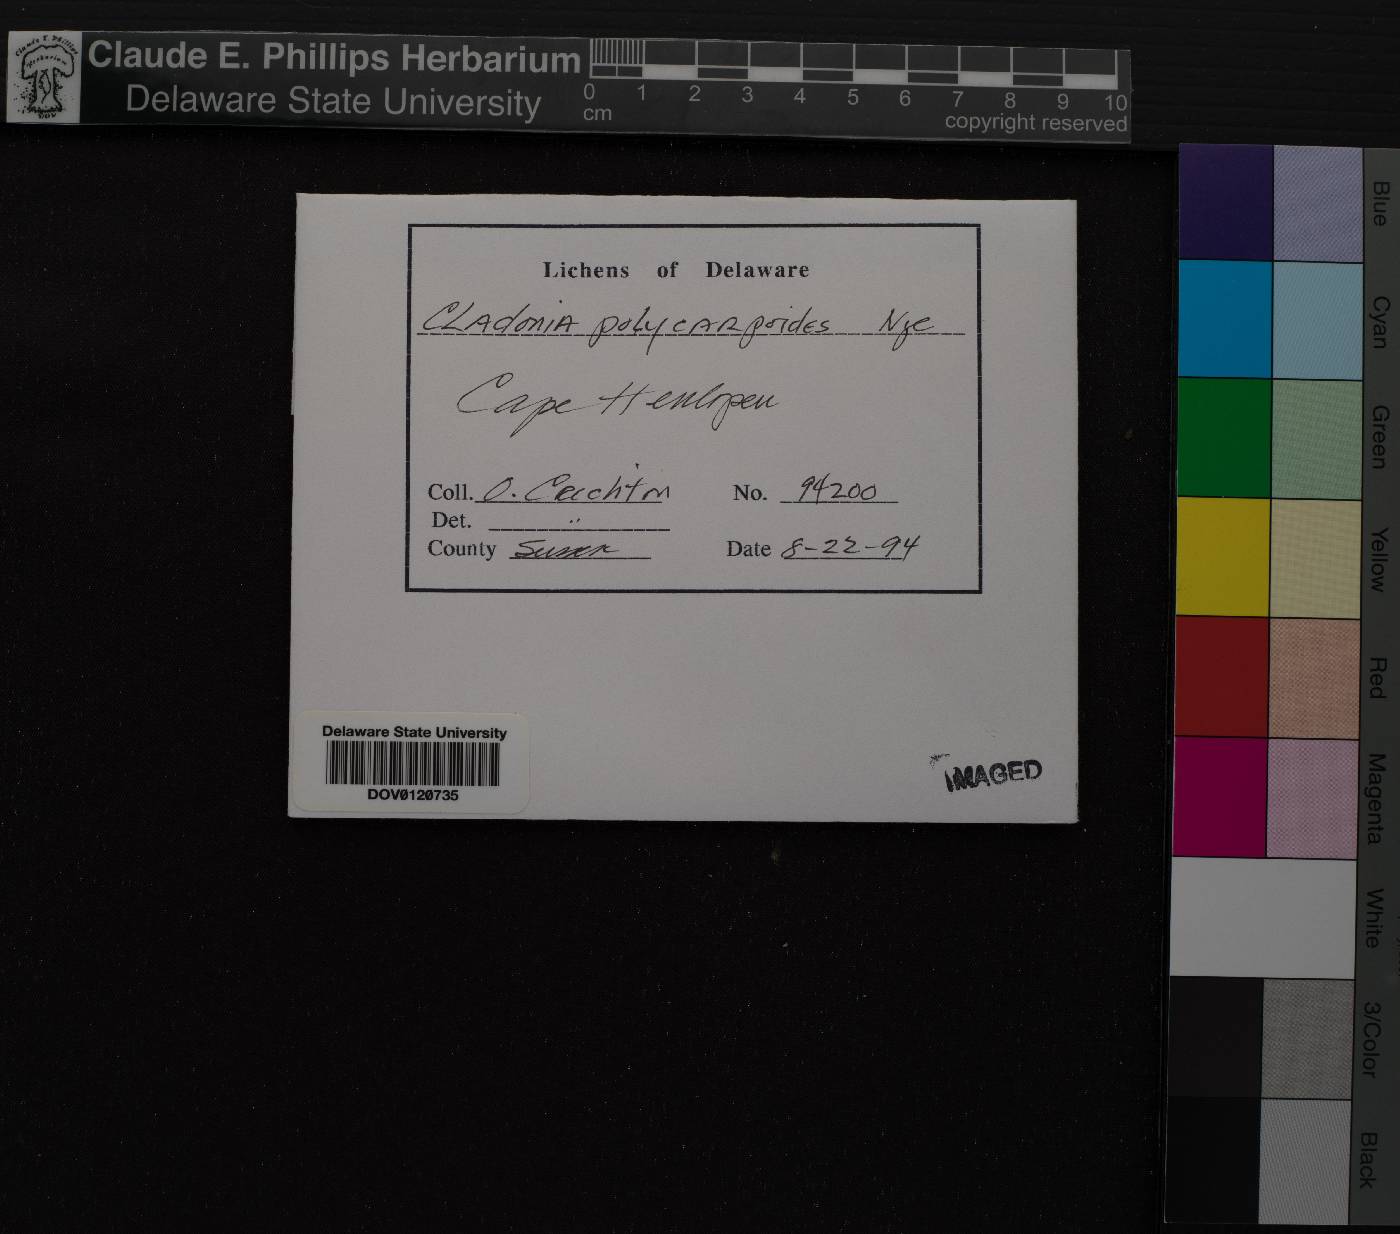 Claude E. Phillips Herbarium
Delaware State University
0 1 2 3 4 5 6 7 8 9 10
cm
copyright reserved
Lichens of Delaware
CLAdoniA polycARpoides Nyl
Cape Henlopen
Coll. O. Crichton No. 94200
Det. "
County Sussex Date 8-22-94
Delaware State University
DOV0120735
IMAGED
Blue
Cyan
Green
Yellow
Red
Magenta
White
3/Color
Black